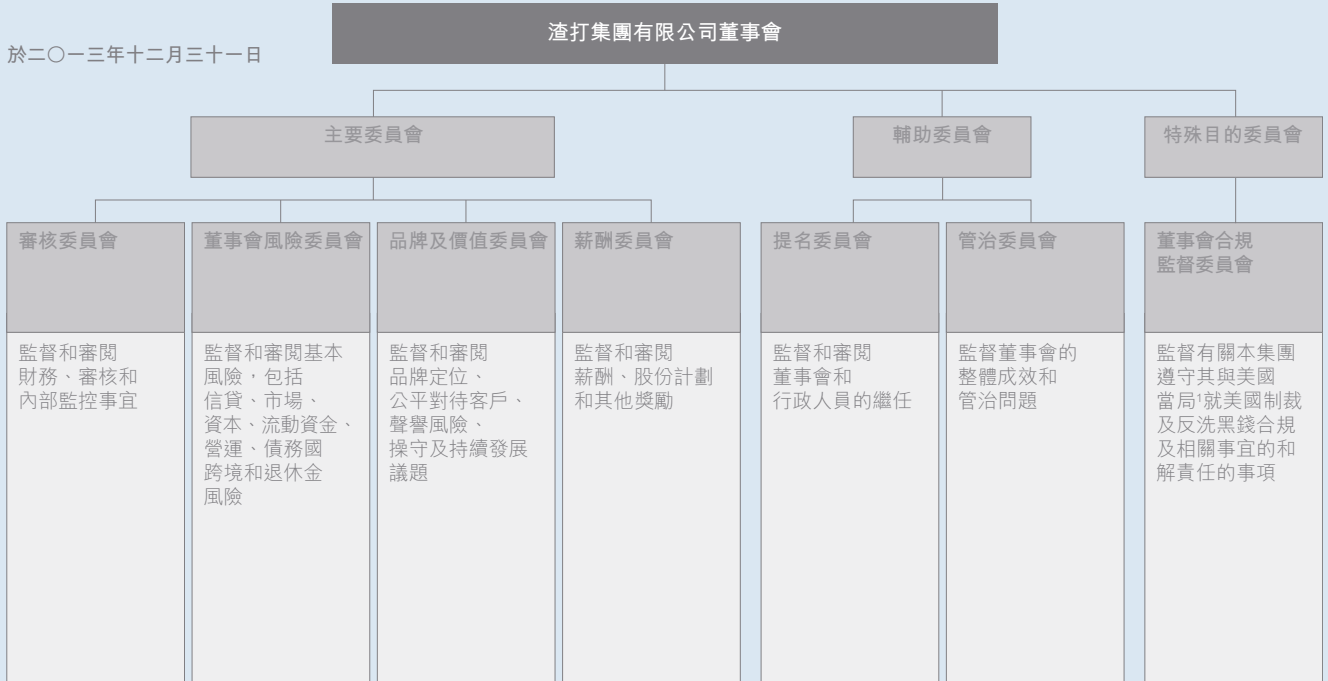 渣打集團有限公司董事會
於二〇一三年十二月三十一日
主要委員會
輔助委員會
特殊目的委員會
審核委員會
監督和審閱
財務、審核和
內部監控事宜
董事會風險委員會
監督和審閱基本
風險，包括
信貸、市場、
資本、流動資金、
營運、債務國
跨境和退休金
風險
品牌及價值委員會
監督和審閱
品牌定位、
公平對待客戶、
聲譽風險、
操守及持續發展
議題
薪酬委員會
監督和審閱
薪酬、股份計劃
和其他獎勵
提名委員會
監督和審閱
董事會和
行政人員的繼任
管治委員會
監督董事會的
整體成效和
管治問題
董事會合規
監督委員會
監督有關本集團
遵守其與美國
當局¹就美國制裁
及反洗黑錢合規
及相關事宜的和
解責任的事項